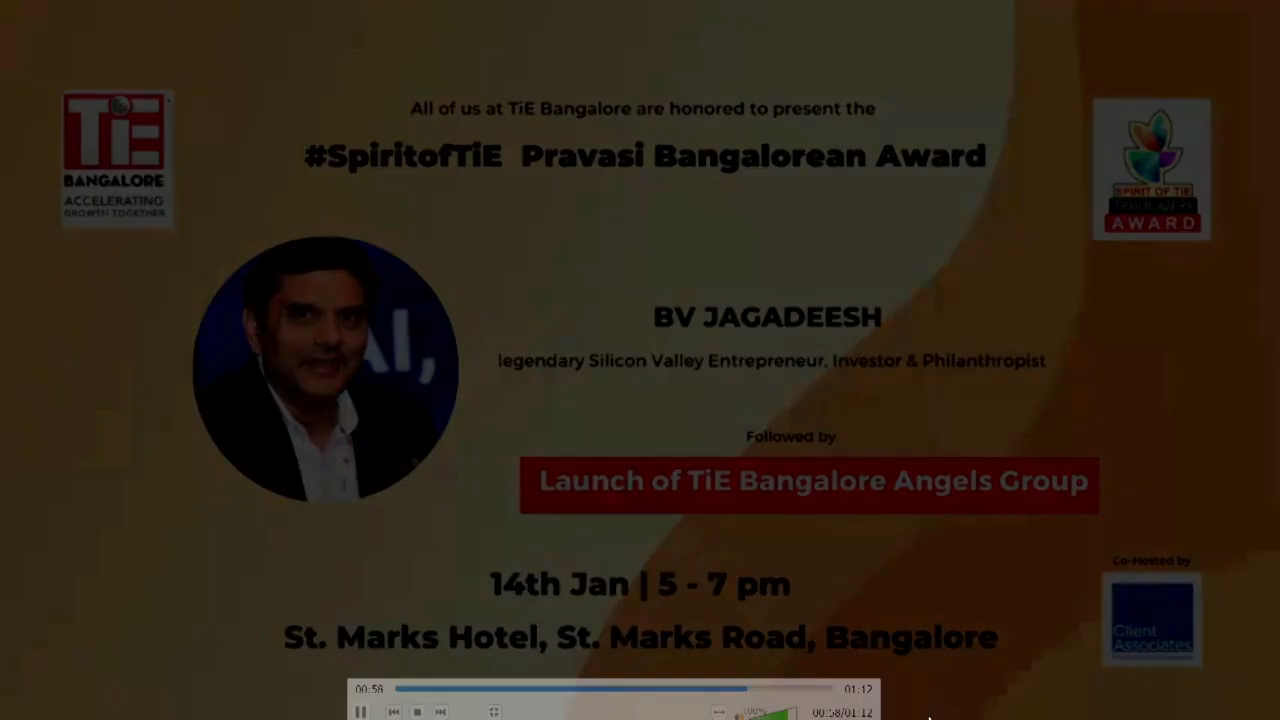 All of us at TiE Bangalore are honored to present the
#SpiritofTiE Pravasi Bangalorean Award
TiE
BANGALORE
ACCELERATING
GROWTH TOGETHER
SPIRIT OF TIE
TRAILBLAZERS
AWARD
AI,
BV JAGADEESH
legendary Silicon Valley Entrepreneur, Investor & Philanthropist
Followed by
Launch of TiE Bangalore Angels Group
14th Jan | 5 - 7 pm
St. Marks Hotel, St. Marks Road, Bangalore
Co-Hosted by
Client
Associates
00:58
01:12
100%
00:58/01:12